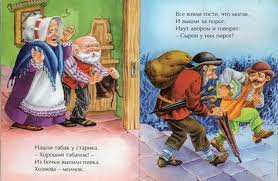 Нашли табак у старика.
– Хороший табачок! –
Из бочки выпили пивка.
Хозяева – молчок.
Все взяли гости, что могли.
И вышли за порог.
Идут двором и говорят:
– Сырой у них пирог!